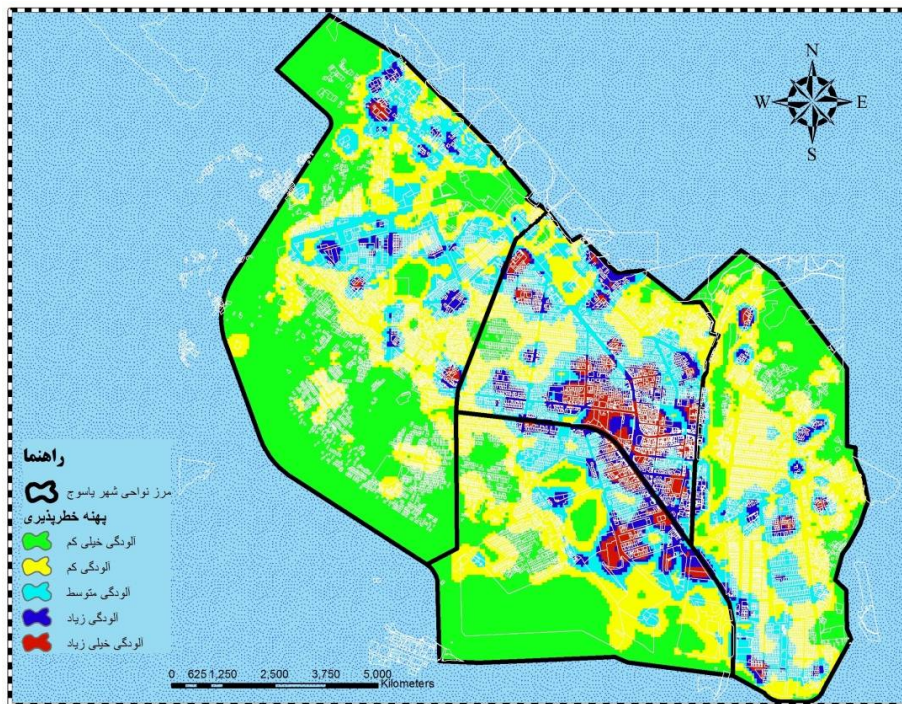 N
W E
S
راهنما
مرز نواحی شهر یاسوج
پهنه خطرپذیری
آلودگی خیلی کم
آلودگی کم
آلودگی متوسط
آلودگی زیاد
آلودگی خیلی زیاد
0 625 1,250 2,500 3,750 5,000
Kilometers